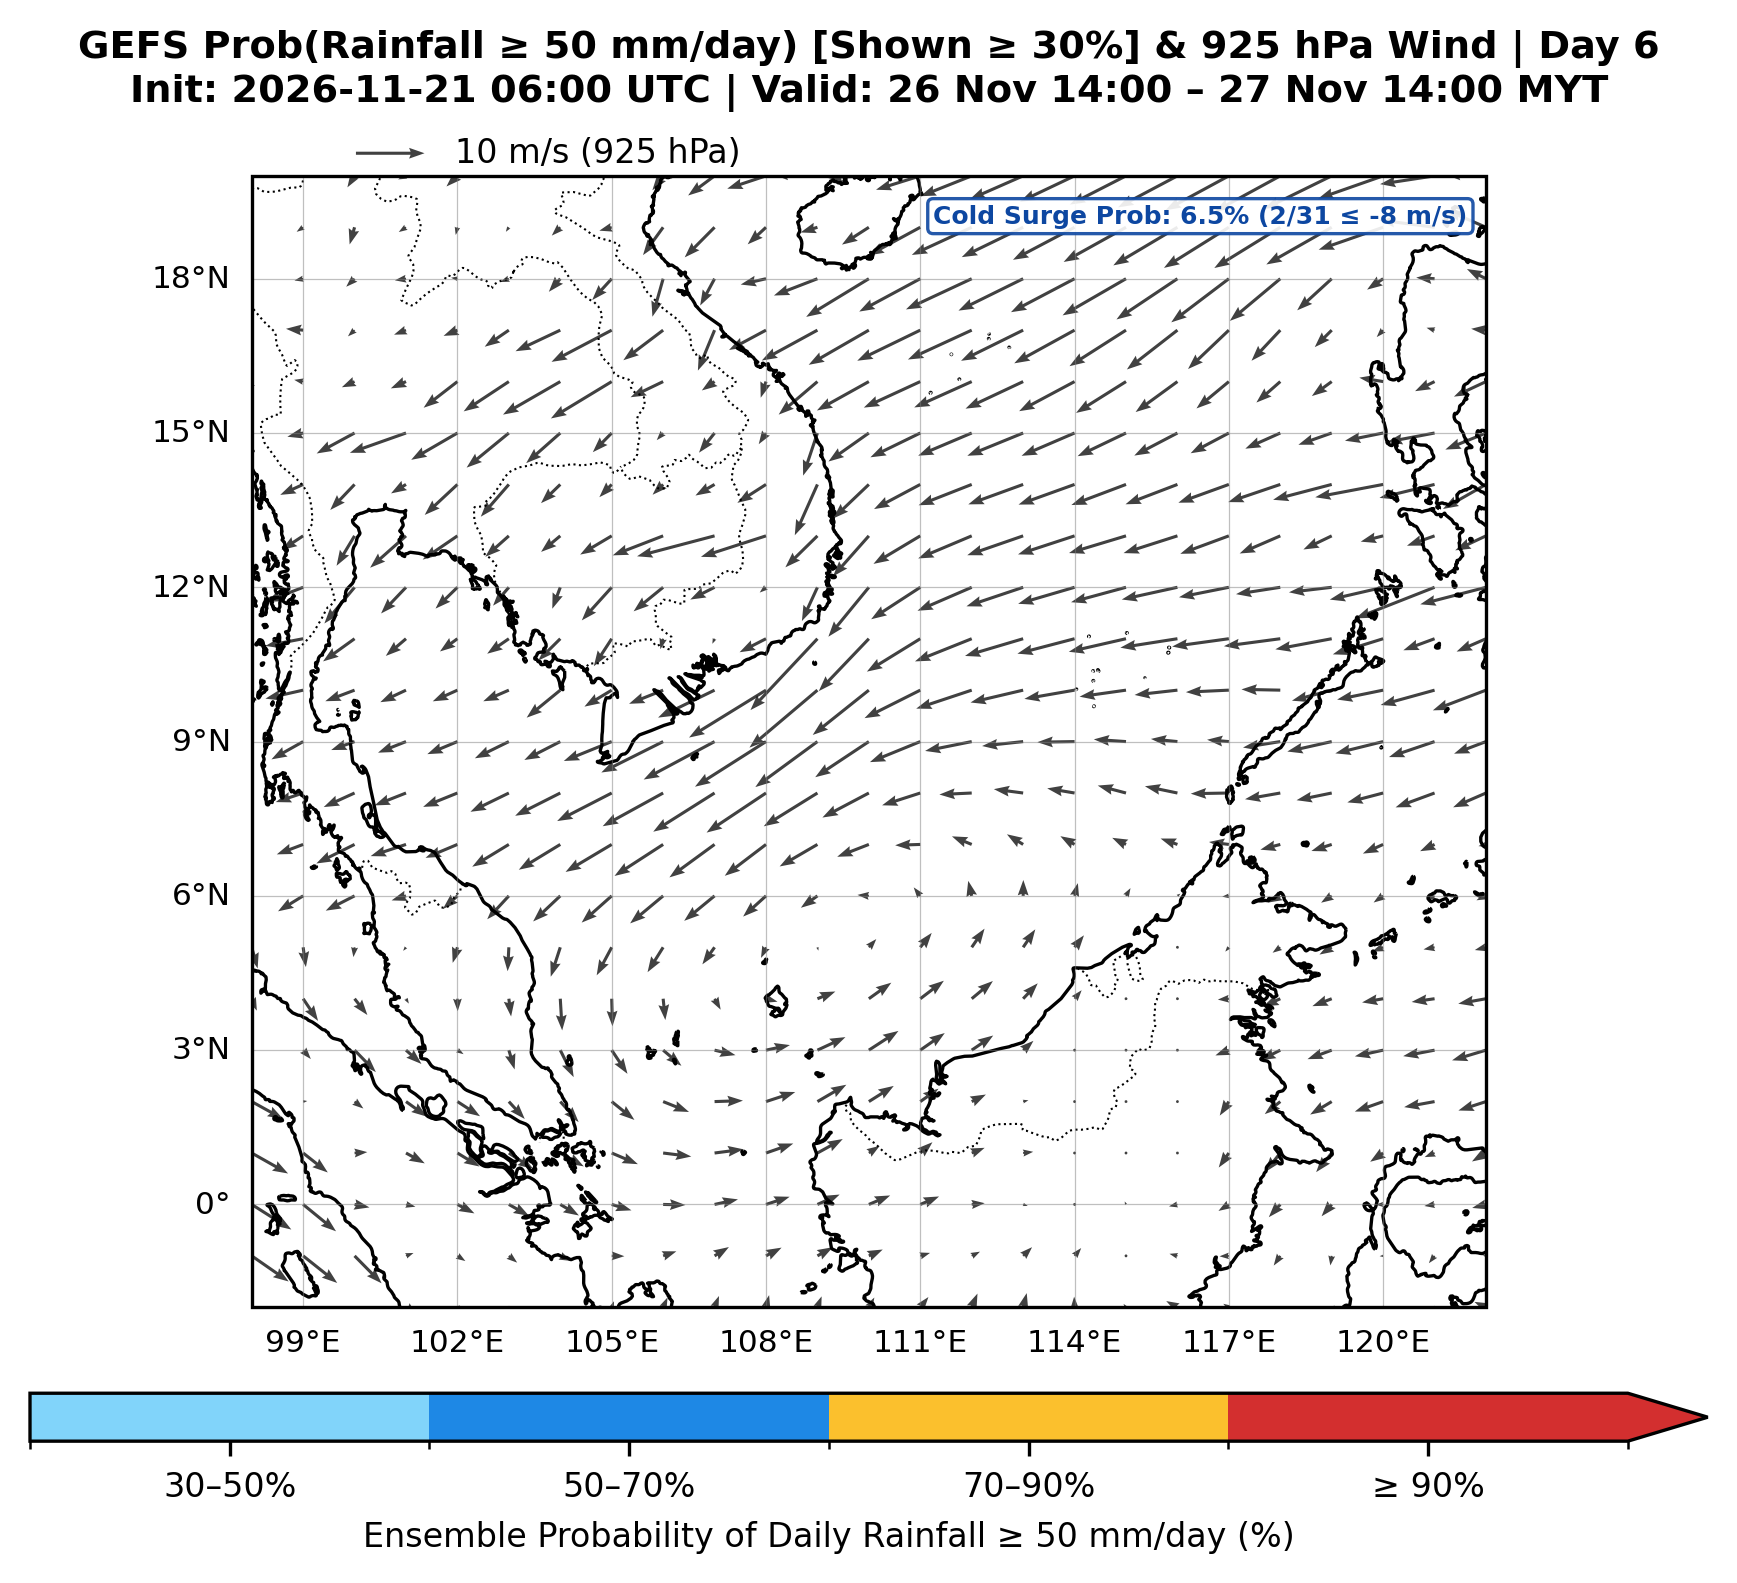 GEFS Prob(Rainfall ≥ 50 mm/day) [Shown ≥ 30%] & 925 hPa Wind | Day 6
Init: 2026-11-21 06:00 UTC | Valid: 26 Nov 14:00 – 27 Nov 14:00 MYT
10 m/s (925 hPa)
Cold Surge Prob: 6.5% (2/31 ≤ -8 m/s)
18°N
15°N
12°N
9°N
6°N
3°N
0°
99°E 102°E 105°E 108°E 111°E 114°E 117°E 120°E
30–50% 50–70% 70–90% ≥ 90%
Ensemble Probability of Daily Rainfall ≥ 50 mm/day (%)